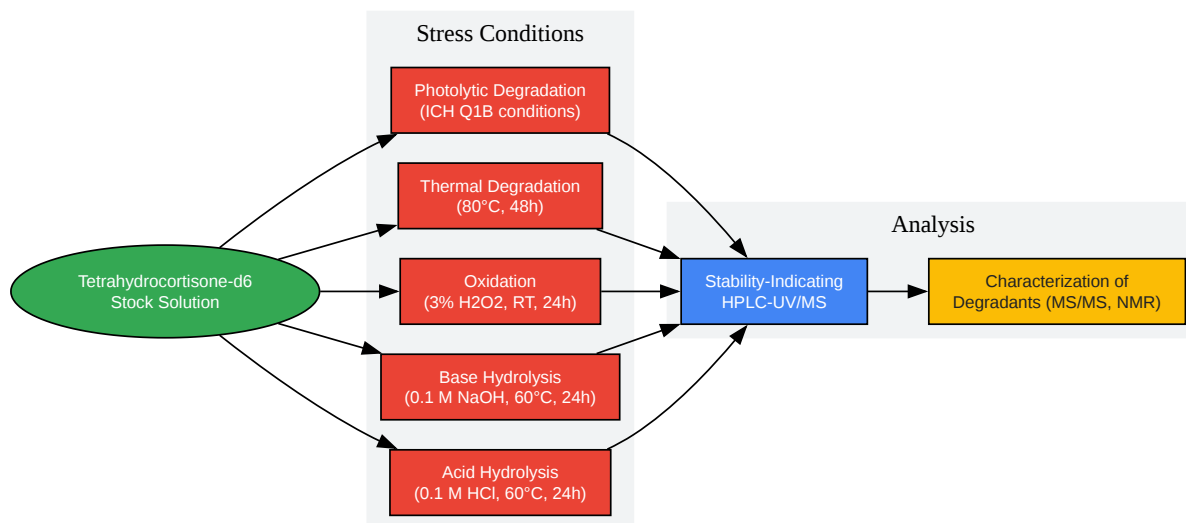 Stress Conditions
Photolytic Degradation
(ICH Q1B conditions)
Thermal Degradation
(80°C, 48h)
Analysis
Tetrahydrocortisone-d6
Stock Solution
Oxidation
(3% H2O2, RT, 24h)
Stability-Indicating
HPLC-UV/MS
Characterization of
Degradants (MS/MS, NMR)
Base Hydrolysis
(0.1 M NaOH, 60°C, 24h)
Acid Hydrolysis
(0.1 M HCl, 60°C, 24h)